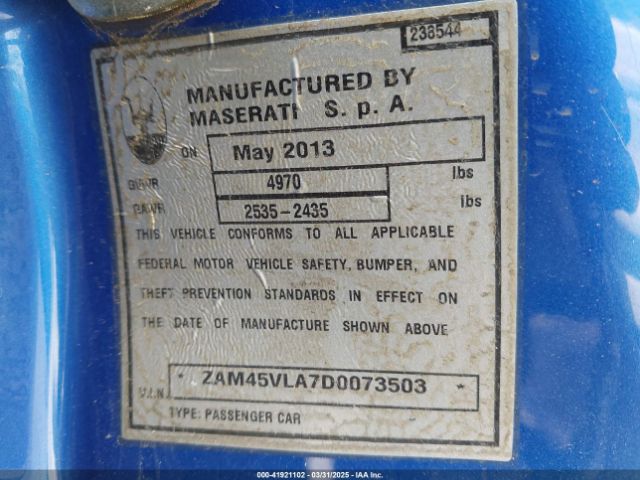 238544
MANUFACTURED BY
MASERATI S. p. A.
ON May 2013
GVWR 4970 lbs
GAWR 2535-2435 lbs
THIS VEHICLE CONFORMS TO ALL APPLICABLE
FEDERAL MOTOR VEHICLE SAFETY, BUMPER, AND
THEFT PREVENTION STANDARDS IN EFFECT ON
THE DATE OF MANUFACTURE SHOWN ABOVE
V.I.N. * ZAM45VLA7D0073503 *
TYPE: PASSENGER CAR
000-41921102 - 03/31/2025 - IAA, Inc.